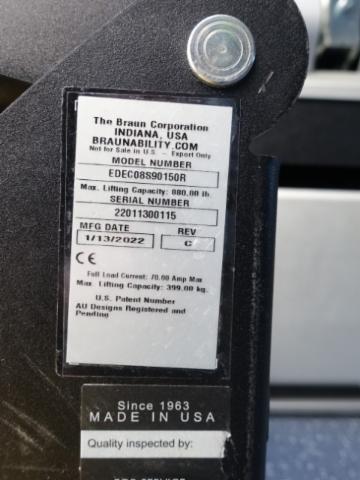 The Braun Corporation
INDIANA, USA
BRAUNABILITY.COM
Not for Sale in U.S. - Export Only
MODEL NUMBER
EDEC08S90150R
Max. Lifting Capacity: 880.00 lb.
SERIAL NUMBER
22011300115
MFG DATE REV
1/13/2022 C
CE
Full Load Current: 70.00 Amp Max
Max. Lifting Capacity: 399.00 kg.
U.S. Patent Number
AU Designs Registered and
Pending
Since 1963
MADE IN USA
Quality inspected by: